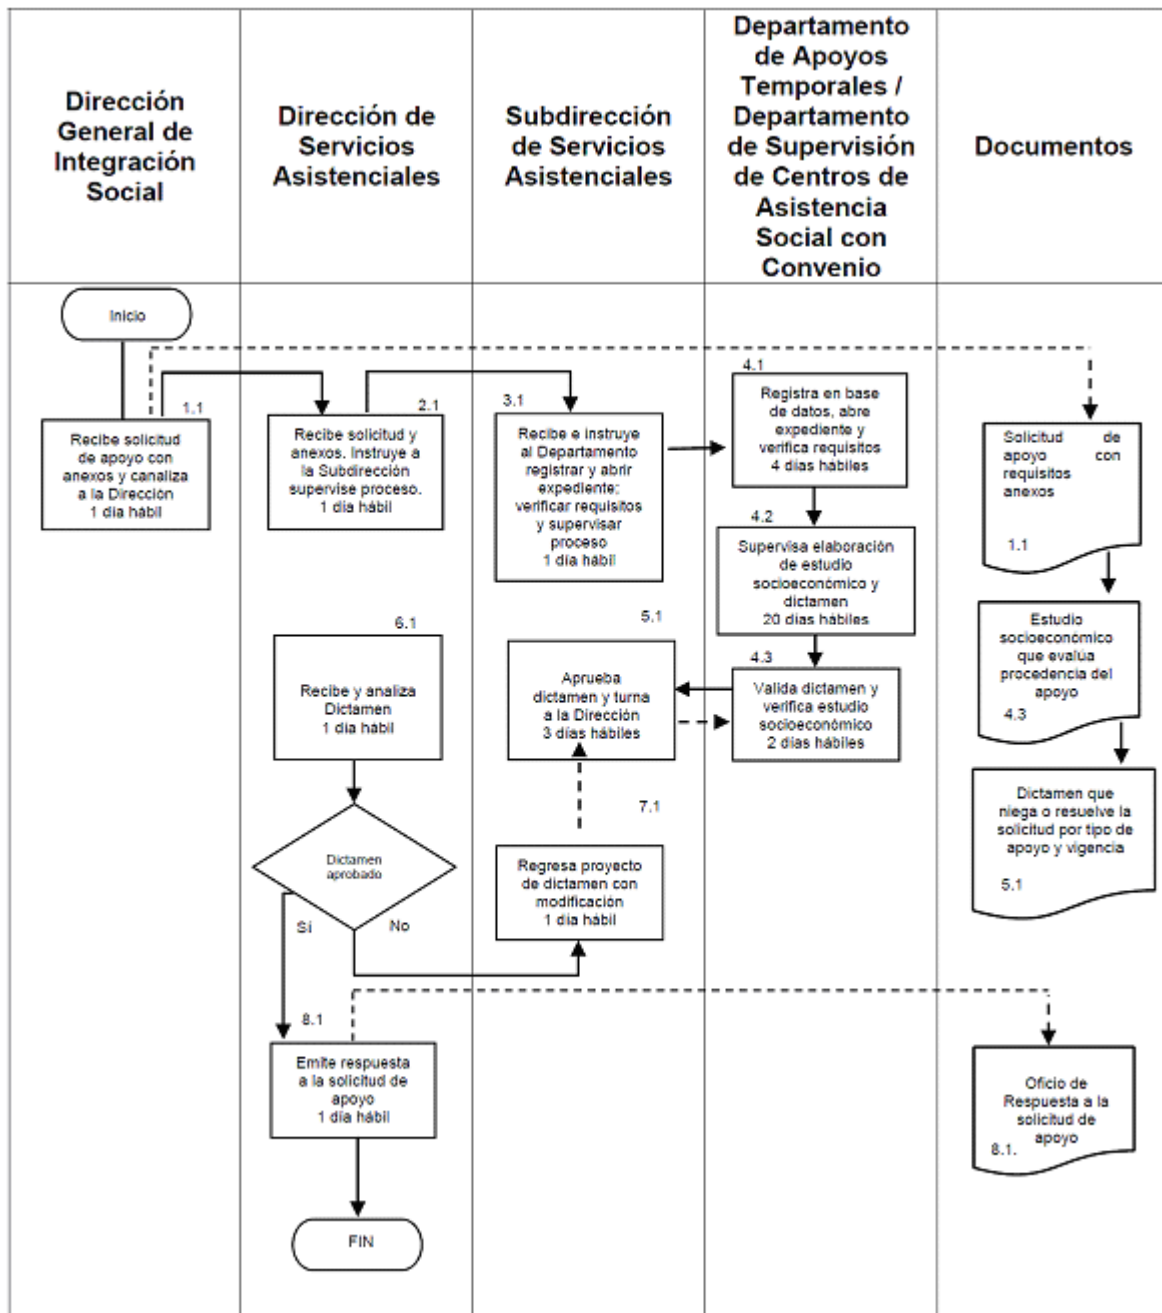 Dirección
General de
Integración
Social
Dirección de
Servicios
Asistenciales
Subdirección
de Servicios
Asistenciales
Departamento
de Apoyos
Temporales /
Departamento
de Supervisión
de Centros de
Asistencia
Social con
Convenio
Documentos
Inicio
1.1
Recibe solicitud
de apoyo con
anexos y canaliza
a la Dirección
1 día hábil
2.1
Recibe solicitud y
anexos. Instruye a
la Subdirección
supervise proceso.
1 día hábil
3.1
Recibe e instruye
al Departamento
registrar y abrir
expediente;
verificar requisitos
y supervisar
proceso
1 día hábil
4.1
Registra en base
de datos, abre
expediente y
verifica requisitos
4 días hábiles
Solicitud de
apoyo con
requisitos
anexos
1.1
4.2
Supervisa elaboración
de estudio
socioeconómico y
dictamen
20 días hábiles
Estudio
socioeconómico
que evalúa
procedencia del
apoyo
4.3
6.1
Recibe y analiza
Dictamen
1 día hábil
5.1
Aprueba
dictamen y turna
a la Dirección
3 días hábiles
4.3
Valida dictamen y
verifica estudio
socioeconómico
2 días hábiles
Dictamen que
niega o resuelve la
solicitud por tipo de
apoyo y vigencia
5.1
Dictamen
aprobado
Sí
No
7.1
Regresa proyecto
de dictamen con
modificación
1 día hábil
8.1
Emite respuesta
a la solicitud de
apoyo
1 día hábil
Oficio de
Respuesta a la
solicitud de
apoyo
8.1.
FIN